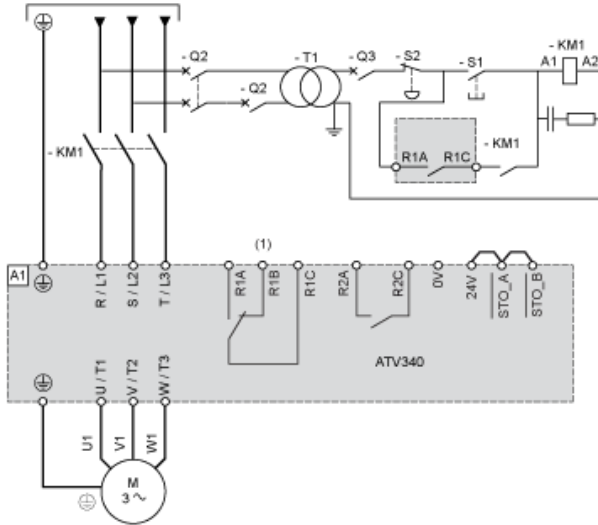 - Q2
- T1
- Q3
- S2
- S1
- KM1
A1
A2
- Q2
- KM1
R1A
R1C
- KM1
(1)
A1
R / L1
S / L2
T / L3
R1A
R1B
R1C
R2A
R2C
0V
24V
STO_A
STO_B
ATV340
U / T1
V / T2
W / T3
U1
V1
W1
M
3 ~